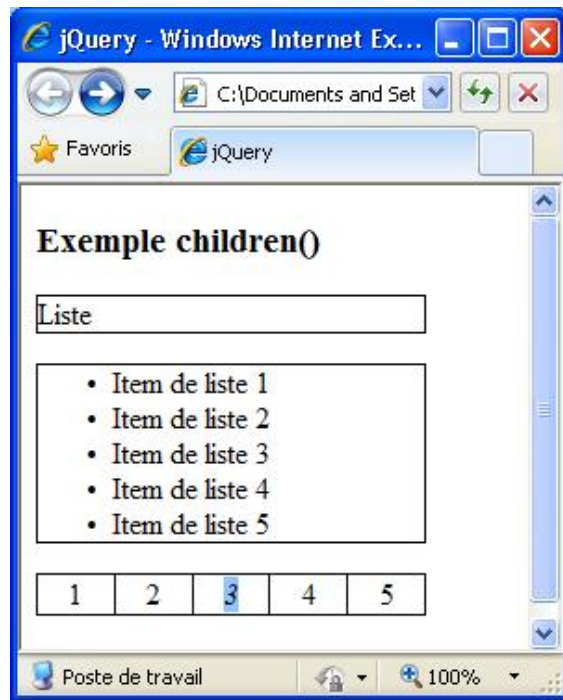 jQuery - Windows Internet Ex...
C:\Documents and Set
Favoris
jQuery
Exemple children()
Liste
• Item de liste 1
• Item de liste 2
• Item de liste 3
• Item de liste 4
• Item de liste 5
1 2 3 4 5
Poste de travail 100%